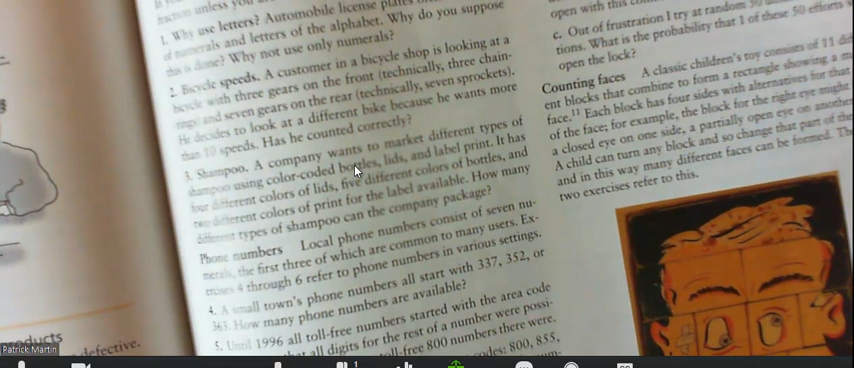 fraction unless you
1. Why use letters? Automobile license plates
of numerals and letters of the alphabet. Why do you suppose
this is done? Why not use only numerals?
2. Bicycle speeds. A customer in a bicycle shop is looking at a
bicycle with three gears on the front (technically, three chain-
rings) and seven gears on the rear (technically, seven sprockets).
He decides to look at a different bike because he wants more
than 10 speeds. Has he counted correctly?
3. Shampoo. A company wants to market different types of
shampoo using color-coded bottles, lids, and label print. It has
four different colors of lids, five different colors of bottles, and
two different colors of print for the label available. How many
different types of shampoo can the company package?
Phone numbers Local phone numbers consist of seven nu-
merals, the first three of which are common to many users. Ex-
ercises 4 through 6 refer to phone numbers in various settings.
4. A small town's phone numbers all start with 337, 352, or
363. How many phone numbers are available?
5. Until 1996 all toll-free numbers started with the area code
that all digits for the rest of a number were possi-
toll-free 800 numbers there were.
codes: 800, 855,
open with this
c. Out of frustration I try at random 50
tions. What is the probability that 1 of these 50 efforts
open the lock?
Counting faces A classic children's toy consists of 11
ent blocks that combine to form a rectangle showing a
face.11 Each block has four sides with alternatives for that
of the face; for example, the block for the right eye might
a closed eye on one side, a partially open eye on another
A child can turn any block and so change that part of the
and in this way many different faces can be formed.
two exercises refer to this.
products
defective.
Patrick Martin